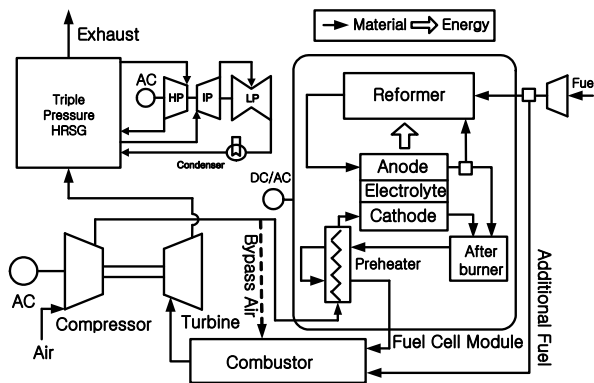 Exhaust
Material
Energy
AC
HP
IP
LP
Triple
Pressure
HRSG
Condenser
Reformer
Fue
DC/AC
Anode
Electrolyte
Cathode
After
burner
Preheater
Bypass Air
Additional Fuel
AC
Compressor
Turbine
Air
Fuel Cell Module
Combustor